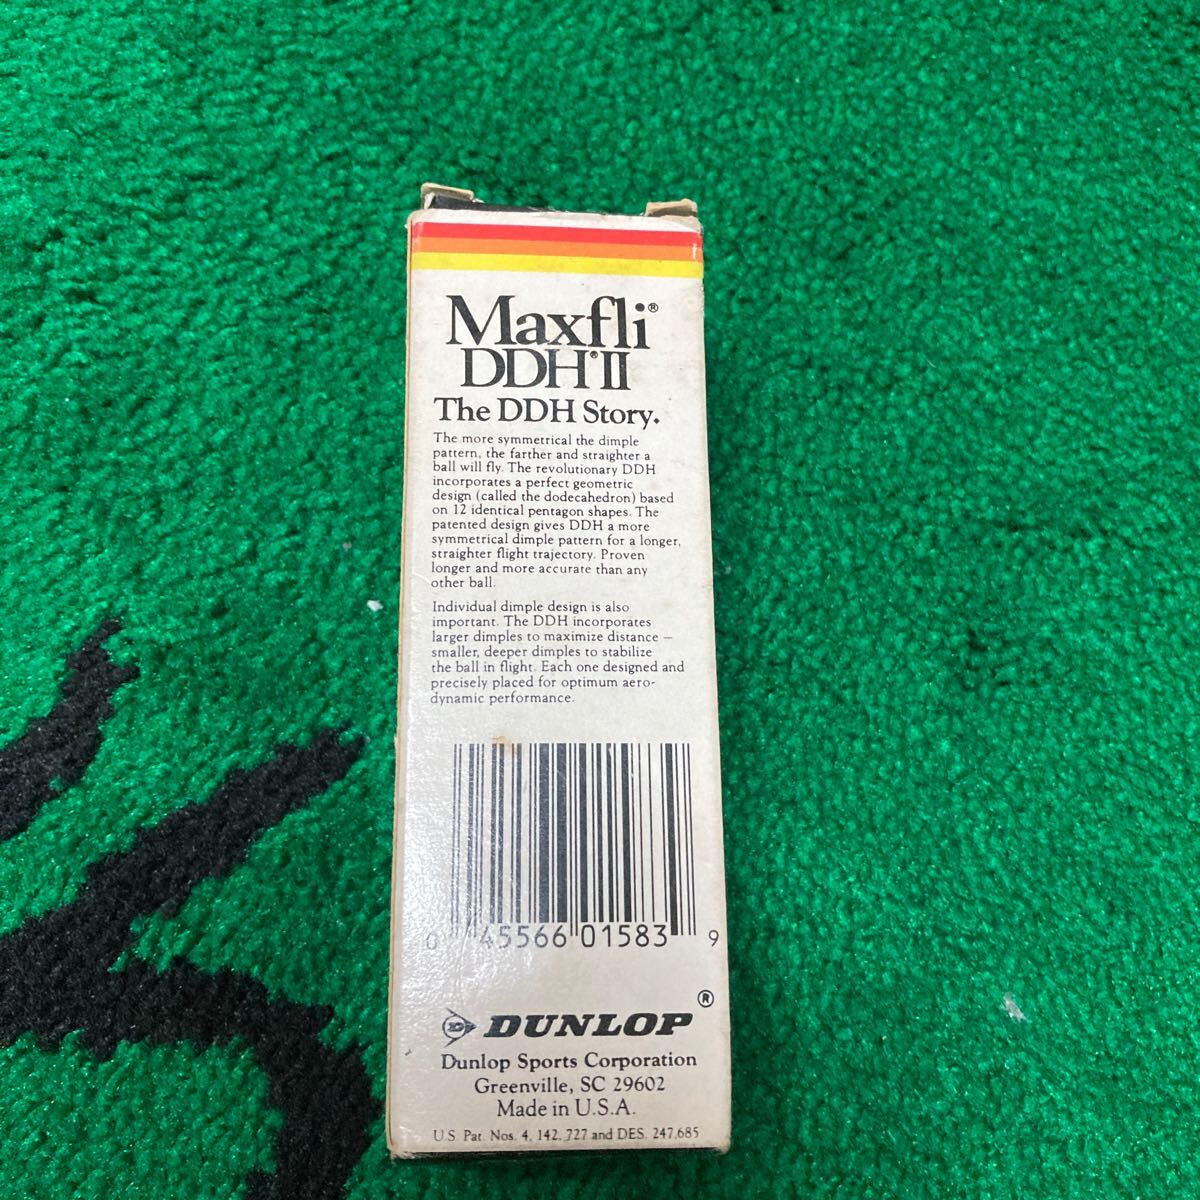 Maxfli®
DDH® II
The DDH Story.
The more symmetrical the dimple
pattern, the farther and straighter a
ball will fly. The revolutionary DDH
incorporates a perfect geometric
design (called the dodecahedron) based
on 12 identical pentagon shapes. The
patented design gives DDH a more
symmetrical dimple pattern for a longer,
straighter flight trajectory. Proven
longer and more accurate than any
other ball.
Individual dimple design is also
important. The DDH incorporates
larger dimples to maximize distance —
smaller, deeper dimples to stabilize
the ball in flight. Each one designed and
precisely placed for optimum aero-
dynamic performance.
0 45566 01583 9
DUNLOP®
Dunlop Sports Corporation
Greenville, SC 29602
Made in U.S.A.
U.S. Pat. Nos. 4, 142, 727 and DES. 247,685